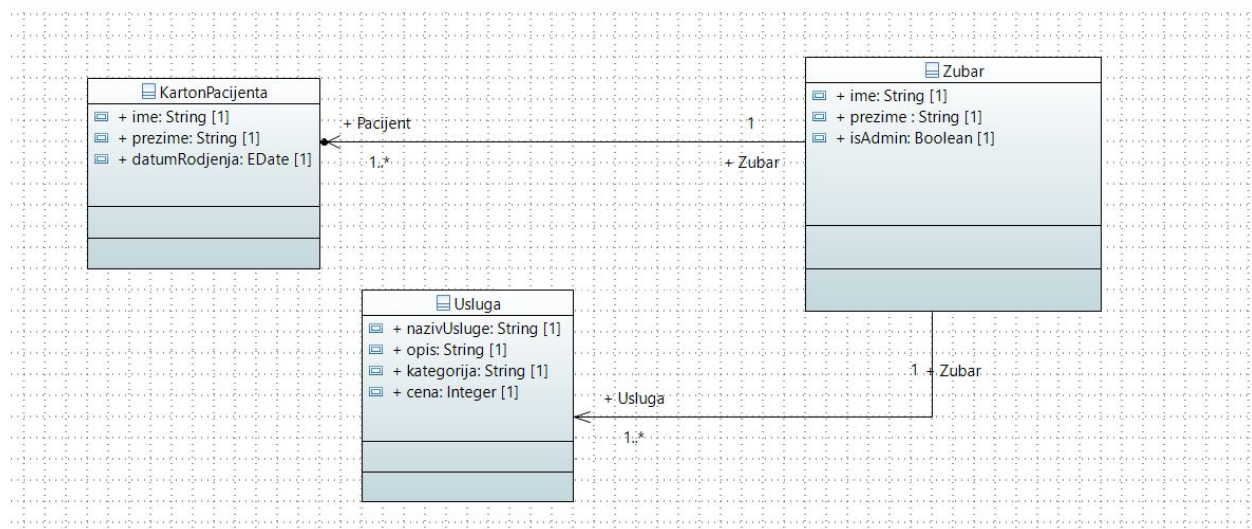 KartonPacijenta
+ ime: String [1]
+ prezime: String [1]
+ datumRodjenja: EDate [1]
+ Pacijent
1..*
1
+ Zubar
Zubar
+ ime: String [1]
+ prezime : String [1]
+ isAdmin: Boolean [1]
Usluga
+ nazivUsluge: String [1]
+ opis: String [1]
+ kategorija: String [1]
+ cena: Integer [1]
+ Usluga
1..*
1 + Zubar